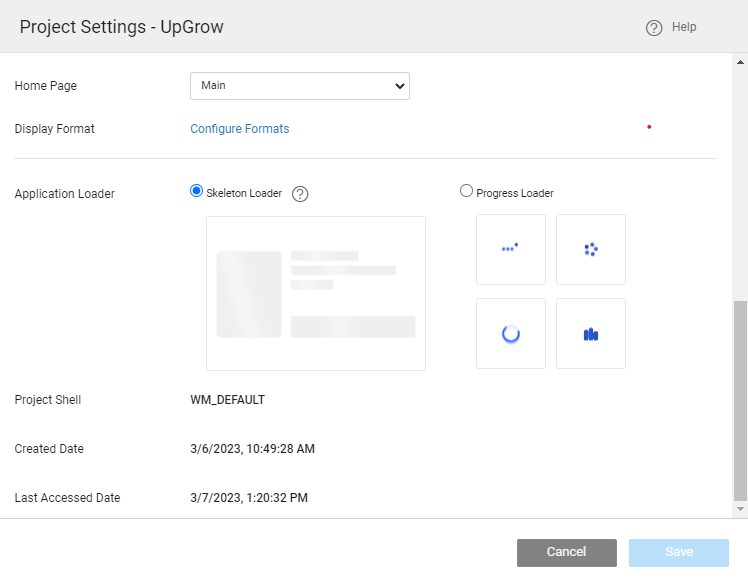 Project Settings - UpGrow
Help
Home Page
Main
Display Format
Configure Formats
Application Loader
Skeleton Loader
Progress Loader
Project Shell
WM_DEFAULT
Created Date
3/6/2023, 10:49:28 AM
Last Accessed Date
3/7/2023, 1:20:32 PM
Cancel
Save